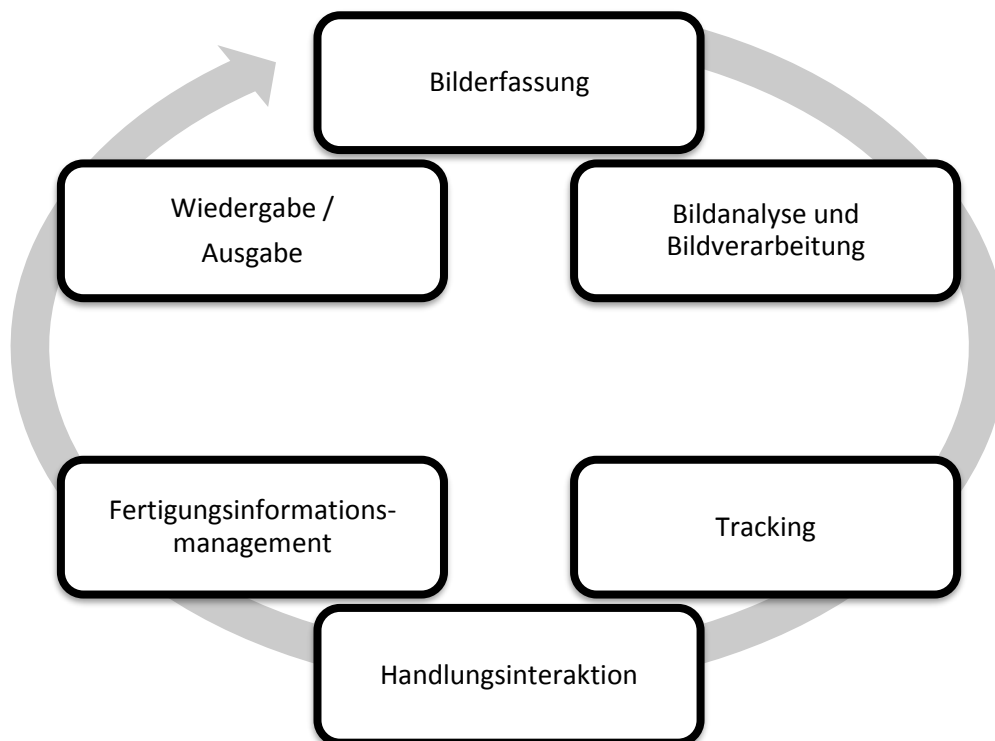 Bilderfassung
Bildanalyse und
Bildverarbeitung
Tracking
Handlungsinteraktion
Fertigungsinformations-
management
Wiedergabe /
Ausgabe